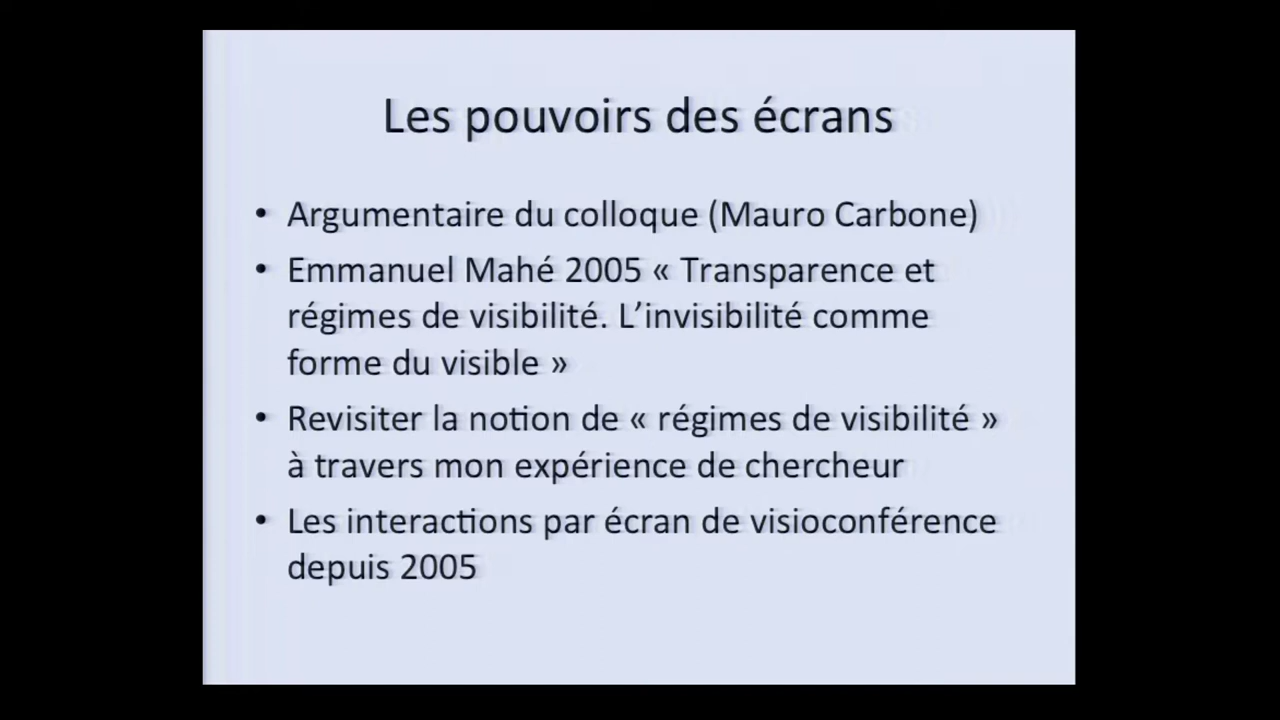 Les pouvoirs des écrans
• Argumentaire du colloque (Mauro Carbone)
• Emmanuel Mahé 2005 « Transparence et
régimes de visibilité. L’invisibilité comme
forme du visible »
• Revisiter la notion de « régimes de visibilité »
à travers mon expérience de chercheur
• Les interactions par écran de visioconférence
depuis 2005